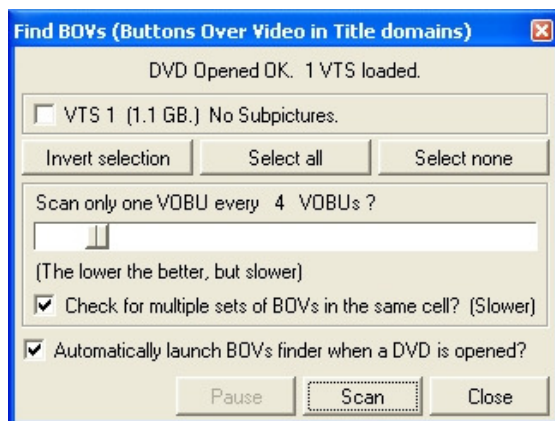 Find BOVs (Buttons Over Video in Title domains)
DVD Opened OK. 1 VTS loaded.
VTS 1 (1.1 GB.) No Subpictures.
Invert selection Select all Select none
Scan only one VOBU every 4 VOBUs ?
(The lower the better, but slower)
Check for multiple sets of BOVs in the same cell? (Slower)
Automatically launch BOVs finder when a DVD is opened?
Pause Scan Close